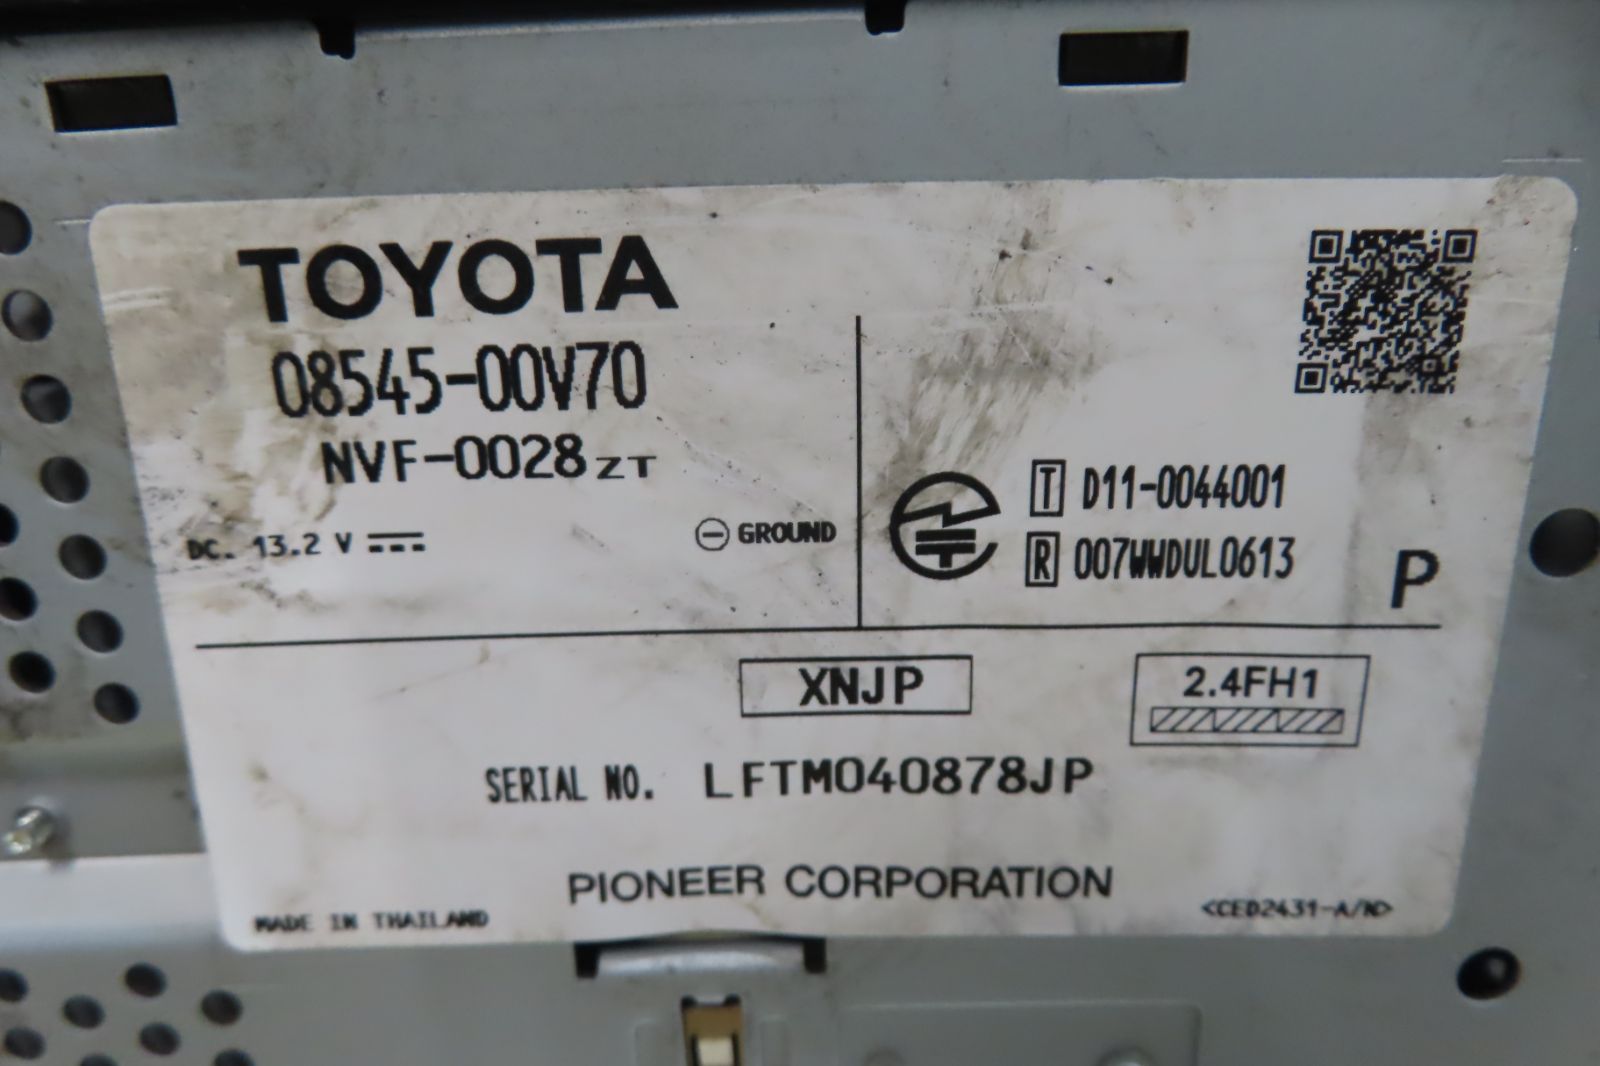 TOYOTA
08545-00V70
NVF-0028ZT
DC. 13.2 V
GROUND
T D11-0044001
R 007WWDUL0613
P
XNJP
2.4FH1
SERIAL NO. LFTM040878JP
PIONEER CORPORATION
MADE IN THAILAND
<CED2431-A/N>